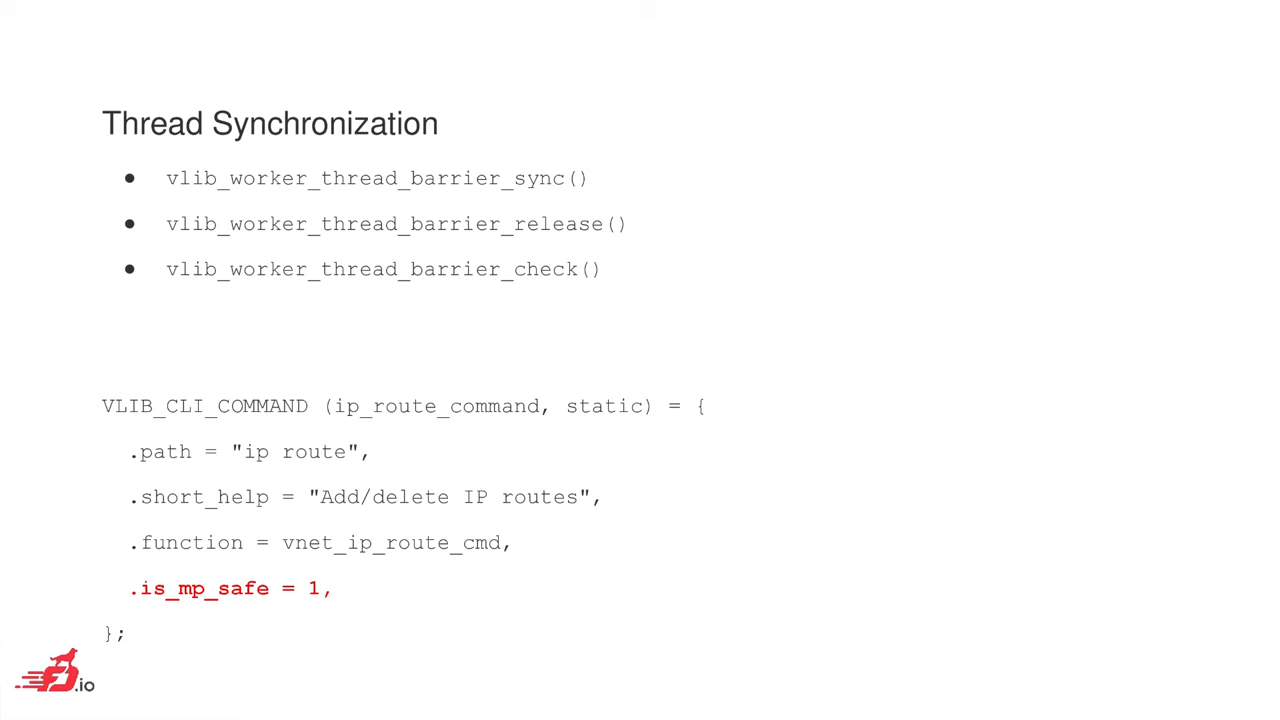 Thread Synchronization
● vlib_worker_thread_barrier_sync()
● vlib_worker_thread_barrier_release()
● vlib_worker_thread_barrier_check()
VLIB_CLI_COMMAND (ip_route_command, static) = {
.path = "ip route",
.short_help = "Add/delete IP routes",
.function = vnet_ip_route_cmd,
.is_mp_safe = 1,
};
FD.io